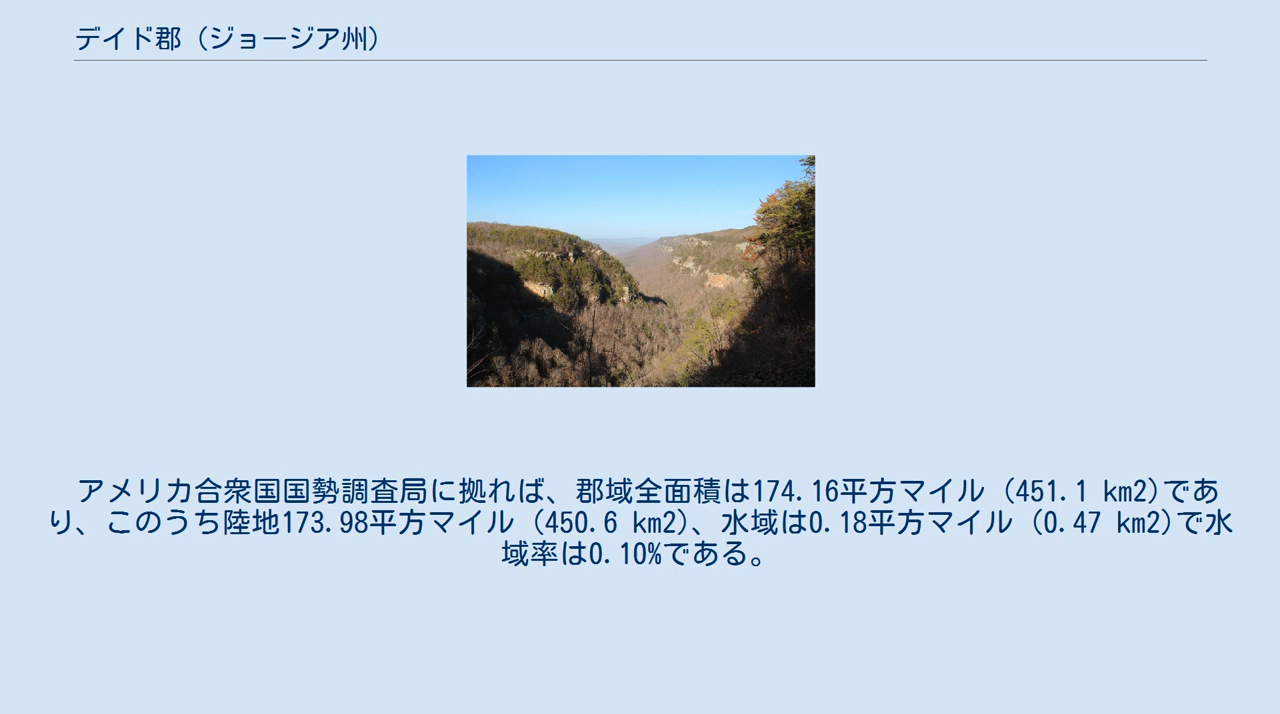 デイド郡（ジョージア州）
アメリカ合衆国国勢調査局に拠れば、郡域全面積は174.16平方マイル (451.1 km2)であ
り、このうち陸地173.98平方マイル (450.6 km2)、水域は0.18平方マイル (0.47 km2)で水
域率は0.10%である。